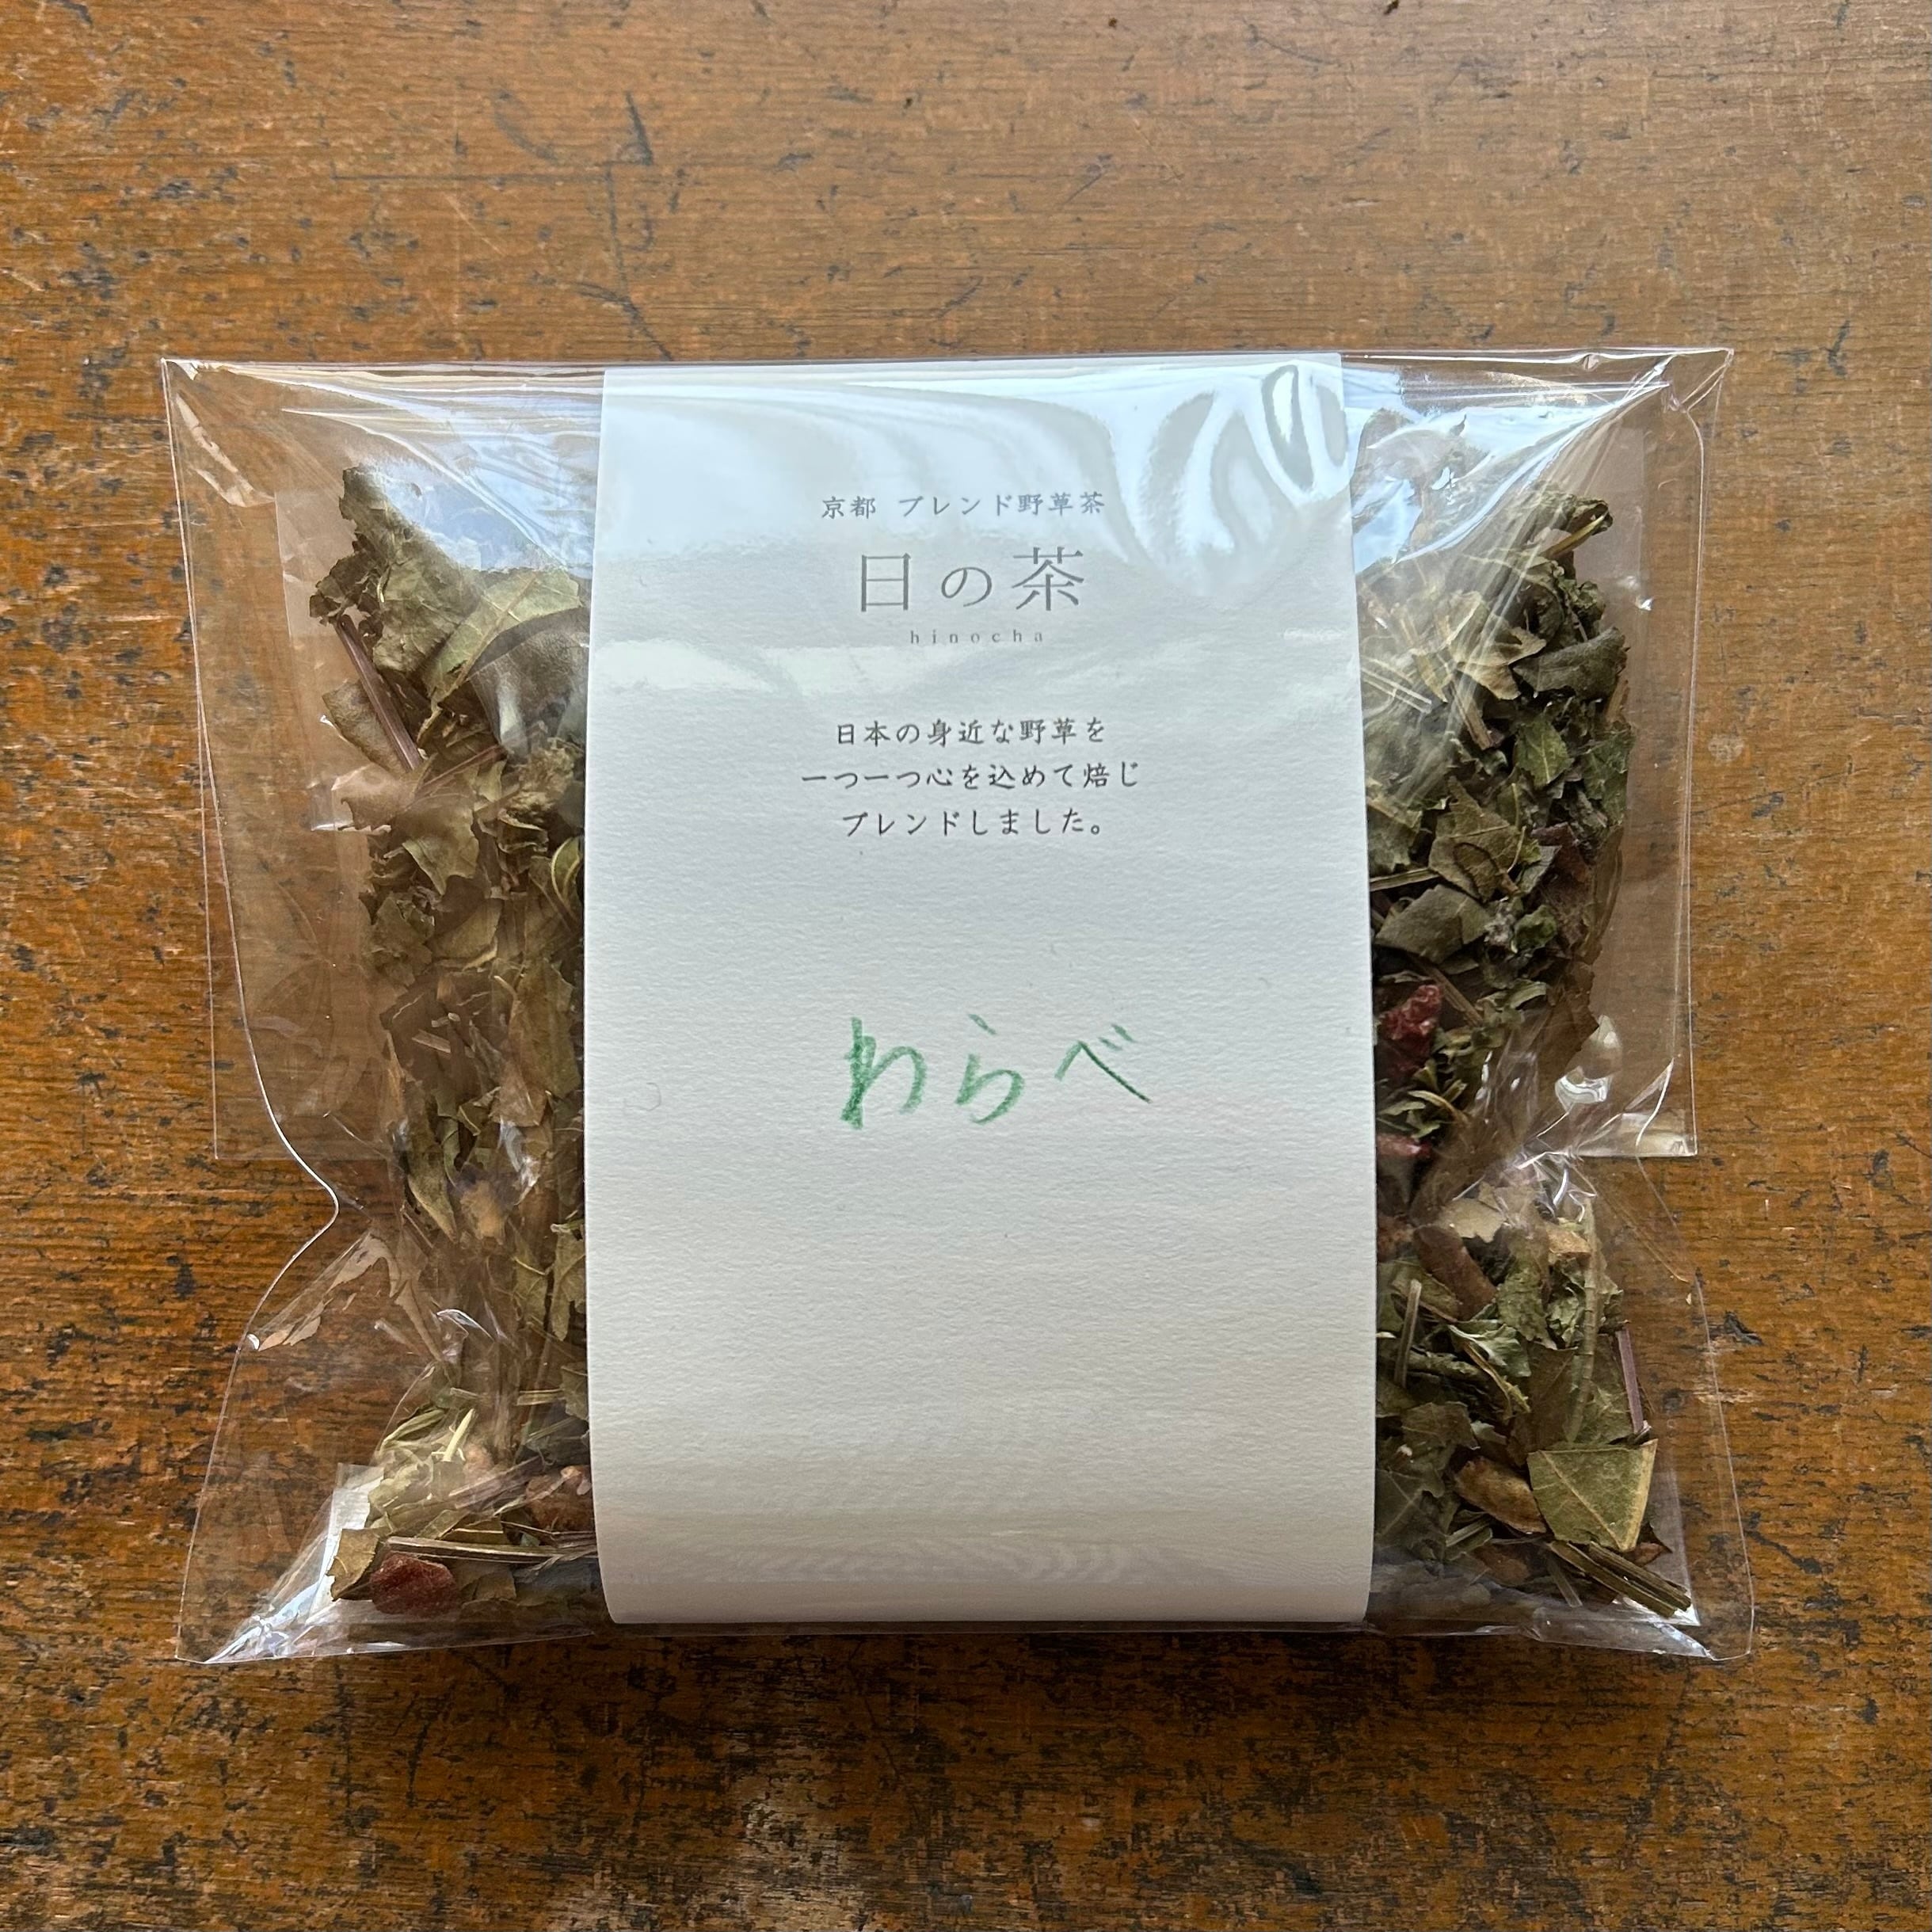 京都 ブレンド野草茶
日の茶
hinocha
日本の身近な野草を
一つ一つ心を込めて焙じ
ブレンドしました。
わらべ